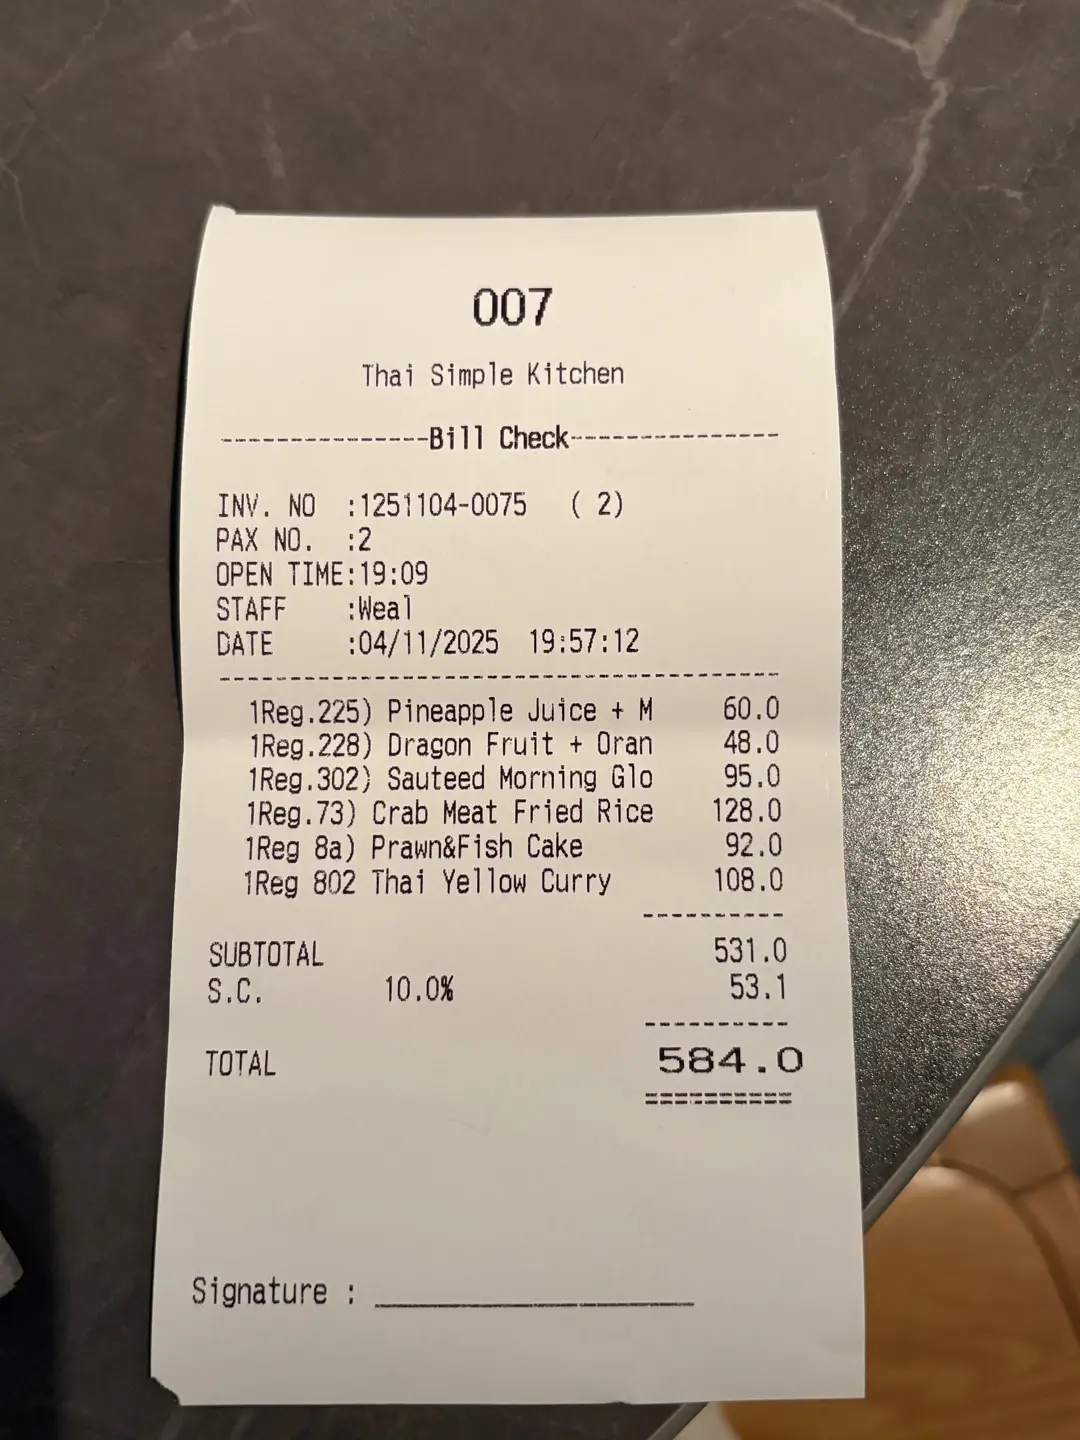 007
Thai Simple Kitchen
---------------Bill Check---------------
INV. NO :1251104-0075 ( 2)
PAX NO. :2
OPEN TIME:19:09
STAFF :Weal
DATE :04/11/2025 19:57:12
----------------------------------------
1Reg.225) Pineapple Juice + M 60.0
1Reg.228) Dragon Fruit + Oran 48.0
1Reg.302) Sauteed Morning Glo 95.0
1Reg.73) Crab Meat Fried Rice 128.0
1Reg 8a) Prawn&Fish Cake 92.0
1Reg 802 Thai Yellow Curry 108.0
----------
SUBTOTAL 531.0
S.C. 10.0% 53.1
----------
TOTAL 584.0
==========
Signature : ____________________